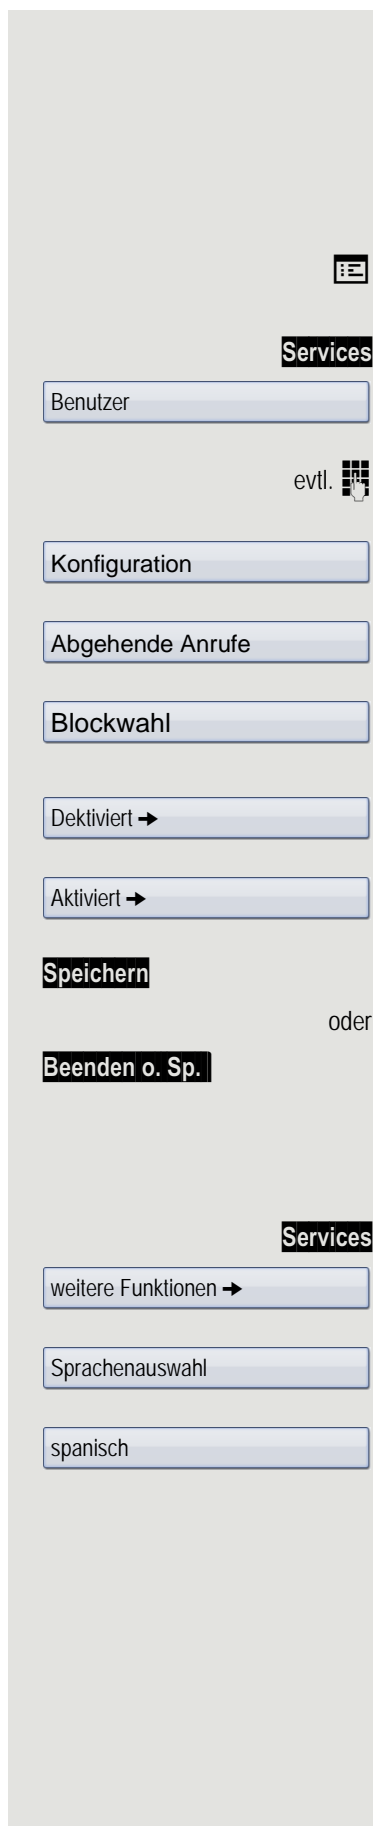 Services
Benutzer
evtl.
Konfiguration
Abgehende Anrufe
Blockwahl
Dektiviert →
Aktiviert →
Speichern
oder
Beenden o. Sp.
Services
weitere Funktionen →
Sprachenauswahl
spanisch